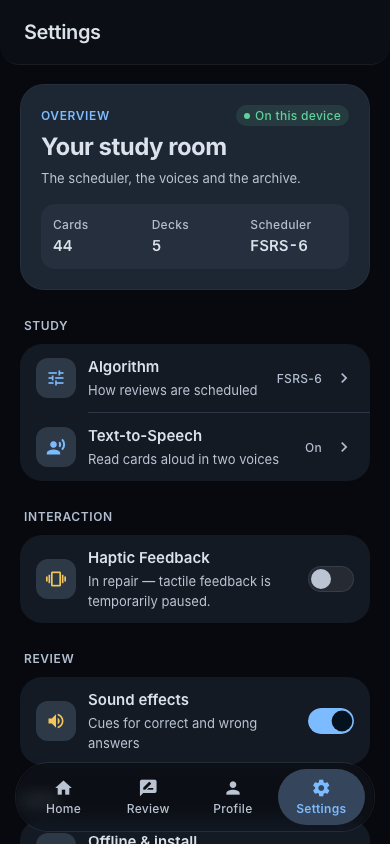 Settings
OVERVIEW
On this device
Your study room
The scheduler, the voices and the archive.
Cards Decks Scheduler
44 5 FSRS-6
STUDY
Algorithm
How reviews are scheduled
FSRS-6
Text-to-Speech
Read cards aloud in two voices
On
INTERACTION
Haptic Feedback
In repair — tactile feedback is
temporarily paused.
REVIEW
Sound effects
Cues for correct and wrong
answers
Home Review Profile Settings
Offline & install